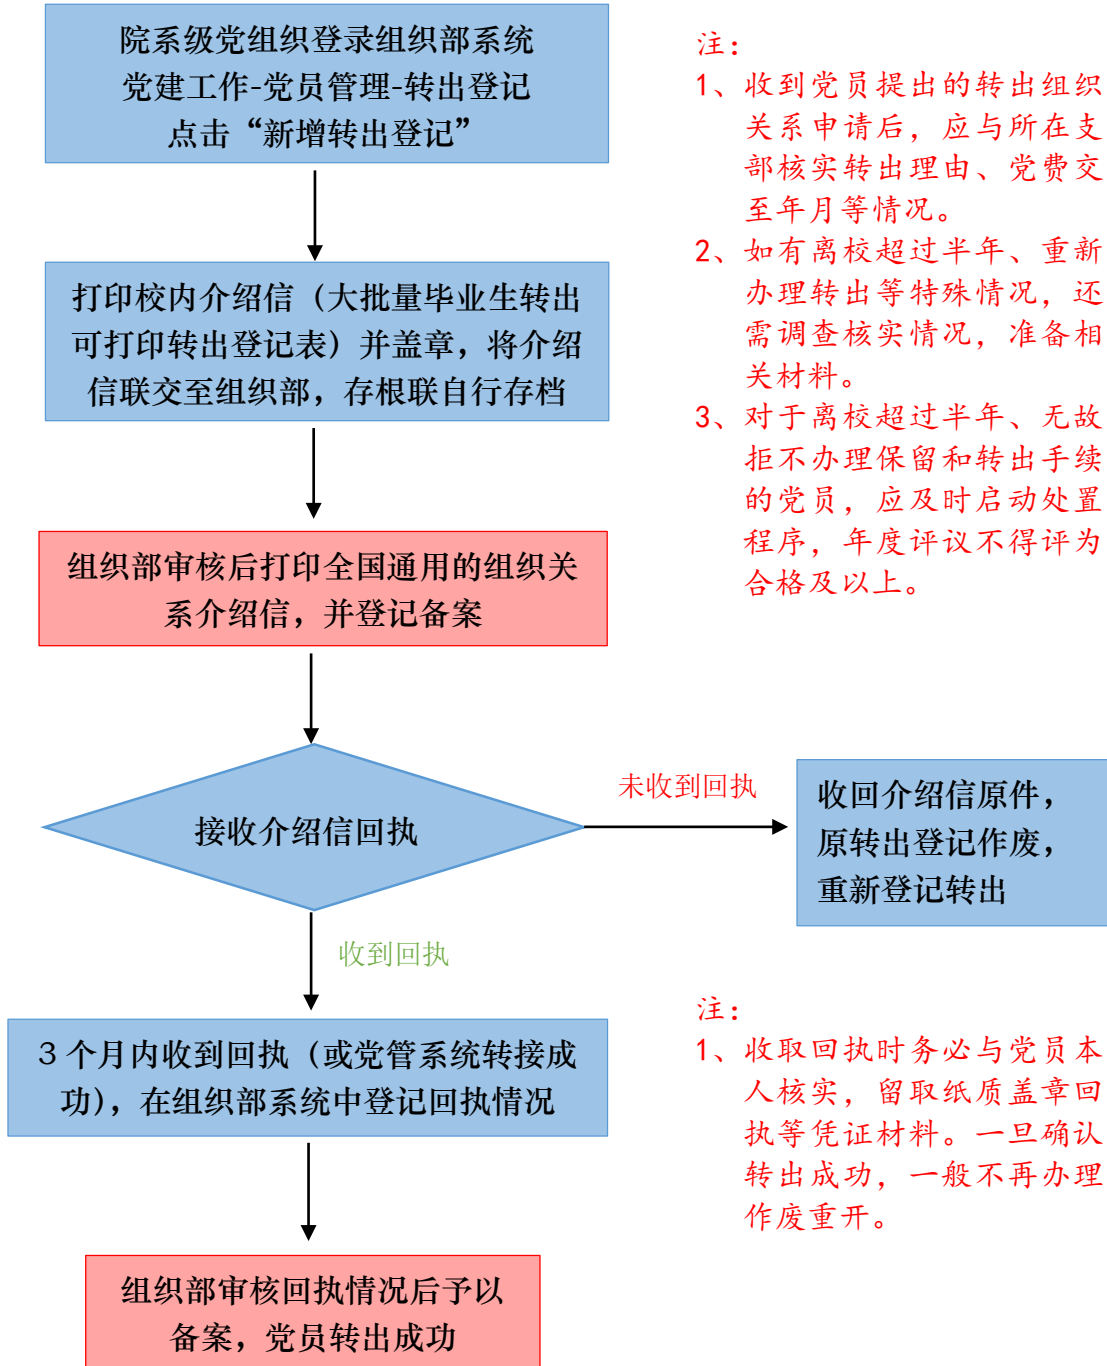 院系级党组织登录组织部系统
党建工作-党员管理-转出登记
点击“新增转出登记”
注：
1、收到党员提出的转出组织
关系申请后，应与所在支
部核实转出理由、党费交
至年月等情况。
2、如有离校超过半年、重新
办理转出等特殊情况，还
需调查核实情况，准备相
关材料。
3、对于离校超过半年、无故
拒不办理保留和转出手续
的党员，应及时启动处置
程序，年度评议不得评为
合格及以上。
打印校内介绍信（大批量毕业生转出
可打印转出登记表）并盖章，将介绍
信联交至组织部，存根联自行存档
组织部审核后打印全国通用的组织关
系介绍信，并登记备案
接收介绍信回执
未收到回执
收回介绍信原件，
原转出登记作废，
重新登记转出
收到回执
3 个月内收到回执（或党管系统转接成
功），在组织部系统中登记回执情况
注：
1、收取回执时务必与党员本
人核实，留取纸质盖章回
执等凭证材料。一旦确认
转出成功，一般不再办理
作废重开。
组织部审核回执情况后予以
备案，党员转出成功